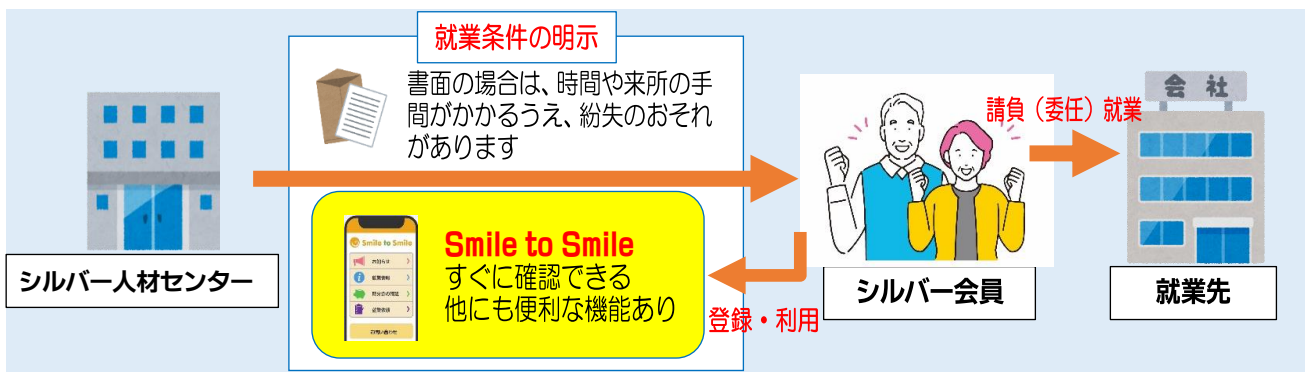 就業条件の明示
書面の場合は、時間や来所の手
間がかかるうえ、紛失のおそれ
があります
シルバー人材センター
Smile to Smile
お知らせ
Smile to Smile
すぐに確認できる
他にも便利な機能あり
登録・利用
シルバー会員
請負（委任）就業
会社
就業先